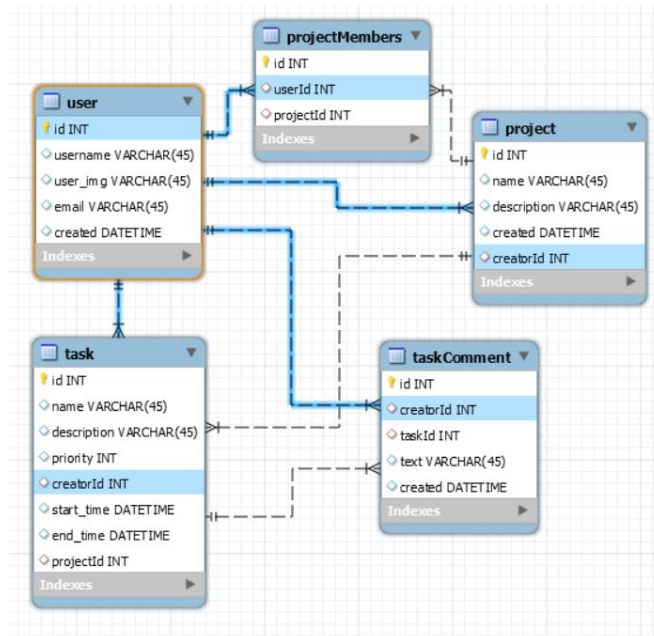 projectMembers
id INT
userId INT
projectId INT
Indexes
user
id INT
username VARCHAR(45)
user_img VARCHAR(45)
email VARCHAR(45)
created DATETIME
Indexes
project
id INT
name VARCHAR(45)
description VARCHAR(45)
created DATETIME
creatorId INT
Indexes
task
id INT
name VARCHAR(45)
description VARCHAR(45)
priority INT
creatorId INT
start_time DATETIME
end_time DATETIME
projectId INT
Indexes
taskComment
id INT
creatorId INT
taskId INT
text VARCHAR(45)
created DATETIME
Indexes